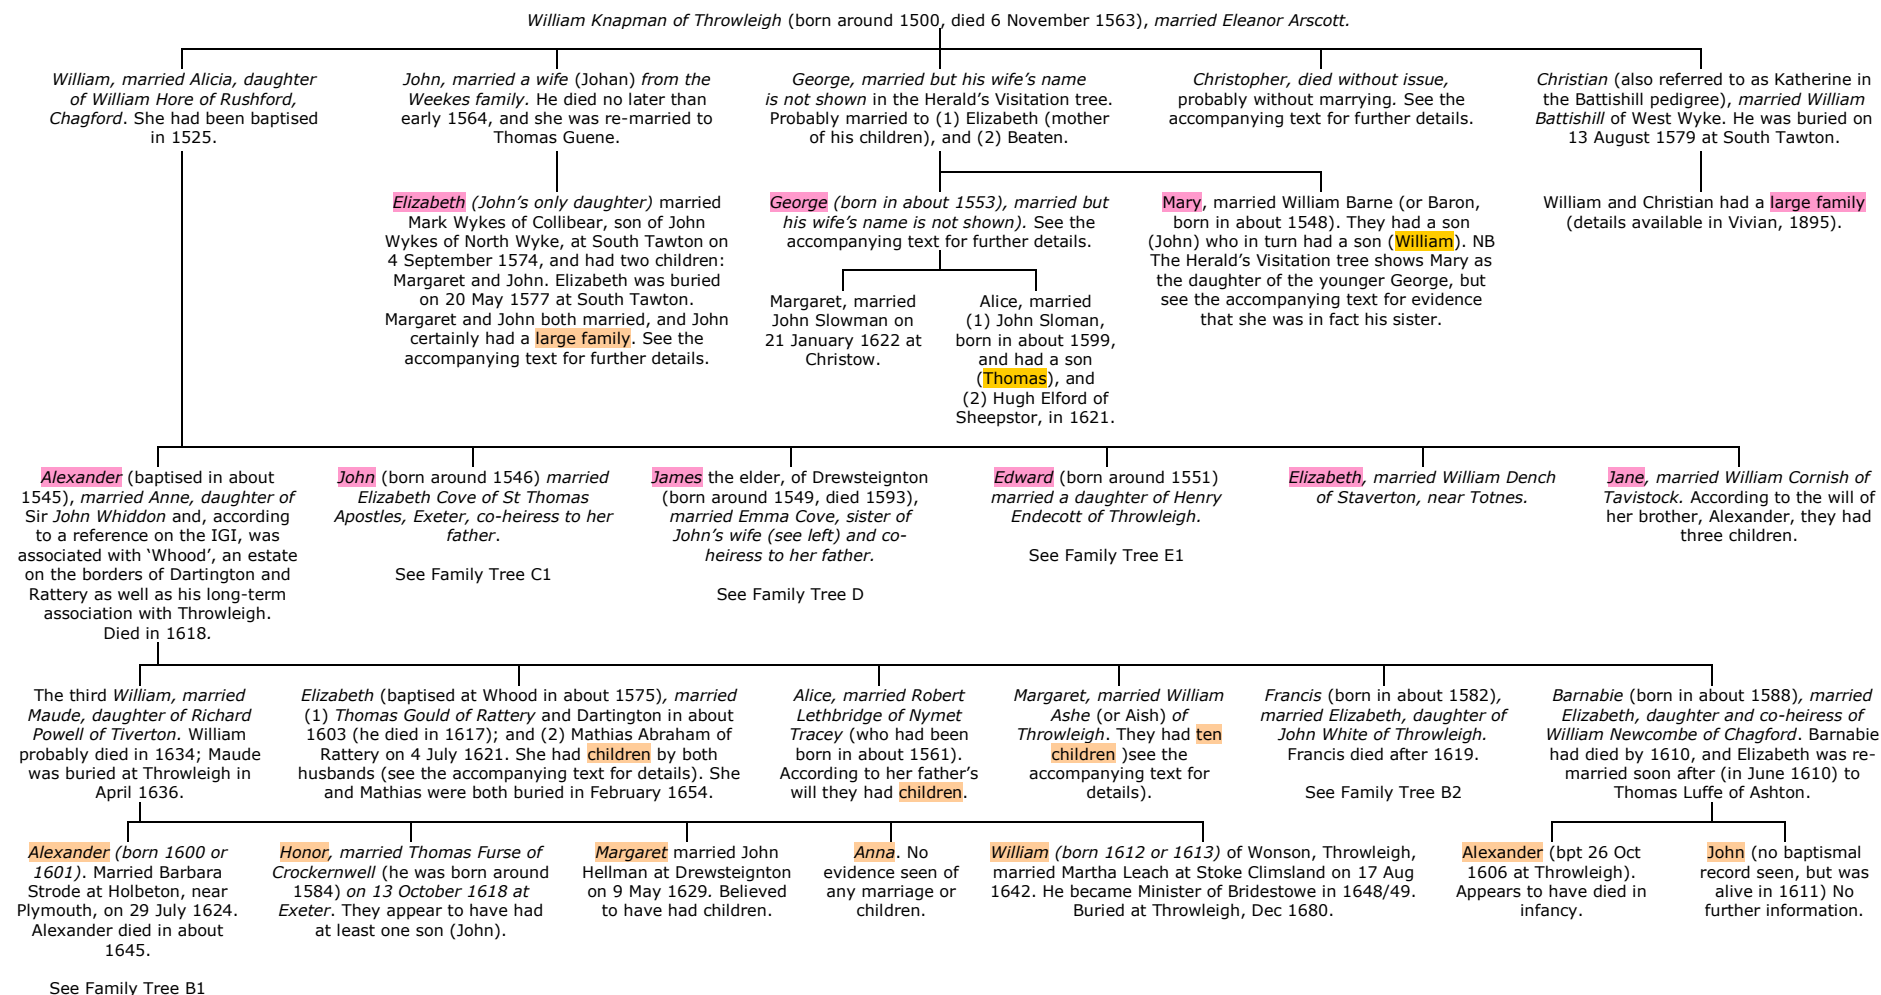 William Knapman of Throwleigh (born around 1500, died 6 November 1563), married Eleanor Arscott.
William, married Alicia, daughter
of William Hore of Rushford,
Chagford. She had been baptised
in 1525.
John, married a wife (Johan) from the
Weekes family. He died no later than
early 1564, and she was re-married to
Thomas Guene.
George, married but his wife’s name
is not shown in the Herald’s Visitation tree.
Probably married to (1) Elizabeth (mother
of his children), and (2) Beaten.
Christopher, died without issue,
probably without marrying. See the
accompanying text for further details.
Christian (also referred to as Katherine in
the Battishill pedigree), married William
Battishill of West Wyke. He was buried on
13 August 1579 at South Tawton.
Elizabeth (John’s only daughter) married
Mark Wykes of Collibear, son of John
Wykes of North Wyke, at South Tawton on
4 September 1574, and had two children:
Margaret and John. Elizabeth was buried
on 20 May 1577 at South Tawton.
Margaret and John both married, and John
certainly had a large family. See the
accompanying text for further details.
George (born in about 1553), married but
his wife’s name is not shown). See the
accompanying text for further details.
Mary, married William Barne (or Baron,
born in about 1548). They had a son
(John) who in turn had a son (William). NB
The Herald’s Visitation tree shows Mary as
the daughter of the younger George, but
see the accompanying text for evidence
that she was in fact his sister.
William and Christian had a large family
(details available in Vivian, 1895).
Margaret, married
John Slowman on
21 January 1622 at
Christow.
Alice, married
(1) John Sloman,
born in about 1599,
and had a son
(Thomas), and
(2) Hugh Elford of
Sheepstor, in 1621.
Alexander (baptised in about
1545), married Anne, daughter of
Sir John Whiddon and, according
to a reference on the IGI, was
associated with ‘Whood’, an estate
on the borders of Dartington and
Rattery as well as his long-term
association with Throwleigh.
Died in 1618.
John (born around 1546) married
Elizabeth Cove of St Thomas
Apostles, Exeter, co-heiress to her
father.
See Family Tree C1
James the elder, of Drewsteignton
(born around 1549, died 1593),
married Emma Cove, sister of
John’s wife (see left) and co-
heiress to her father.
See Family Tree D
Edward (born around 1551)
married a daughter of Henry
Endecott of Throwleigh.
See Family Tree E1
Elizabeth, married William Dench
of Staverton, near Totnes.
Jane, married William Cornish of
Tavistock. According to the will of
her brother, Alexander, they had
three children.
The third William, married
Maude, daughter of Richard
Powell of Tiverton. William
probably died in 1634; Maude
was buried at Throwleigh in
April 1636.
Elizabeth (baptised at Whood in about 1575), married
(1) Thomas Gould of Rattery and Dartington in about
1603 (he died in 1617); and (2) Mathias Abraham of
Rattery on 4 July 1621. She had children by both
husbands (see the accompanying text for details). She
and Mathias were both buried in February 1654.
Alice, married Robert
Lethbridge of Nymet
Tracey (who had been
born in about 1561).
According to her father’s
will they had children.
Margaret, married William
Ashe (or Aish) of
Throwleigh. They had ten
children )see the
accompanying text for
details).
Francis (born in about 1582),
married Elizabeth, daughter of
John White of Throwleigh.
Francis died after 1619.
See Family Tree B2
Barnabie (born in about 1588), married
Elizabeth, daughter and co-heiress of
William Newcombe of Chagford. Barnabie
had died by 1610, and Elizabeth was re-
married soon after (in June 1610) to
Thomas Luffe of Ashton.
Alexander (born 1600 or
1601). Married Barbara
Strode at Holbeton, near
Plymouth, on 29 July 1624.
Alexander died in about
1645.
See Family Tree B1
Honor, married Thomas Furse of
Crockernwell (he was born around
1584) on 13 October 1618 at
Exeter. They appear to have had
at least one son (John).
Margaret married John
Hellman at Drewsteignton
on 9 May 1629. Believed
to have had children.
Anna. No
evidence seen of
any marriage or
children.
William (born 1612 or 1613) of Wonson, Throwleigh,
married Martha Leach at Stoke Climsland on 17 Aug
1642. He became Minister of Bridestowe in 1648/49.
Buried at Throwleigh, Dec 1680.
Alexander (bpt 26 Oct
1606 at Throwleigh).
Appears to have died in
infancy.
John (no baptismal
record seen, but was
alive in 1611) No
further information.